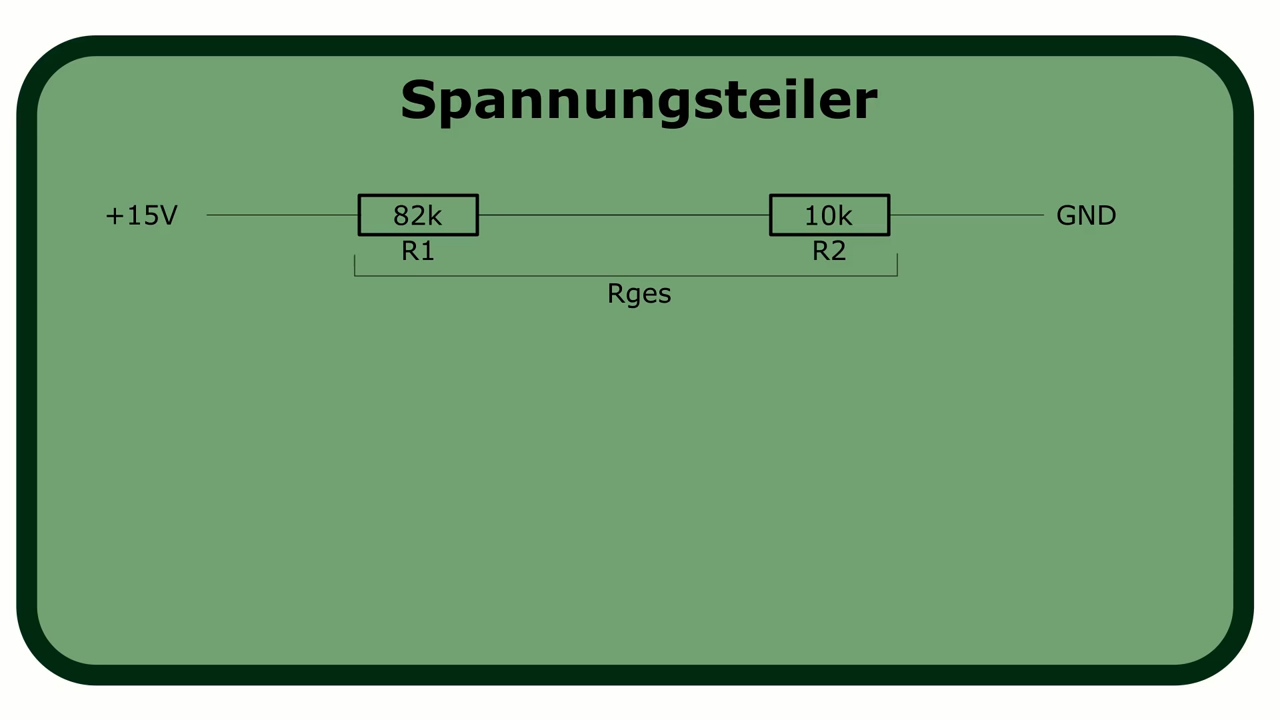 Spannungsteiler
+15V 82k 10k GND
R1 R2
Rges